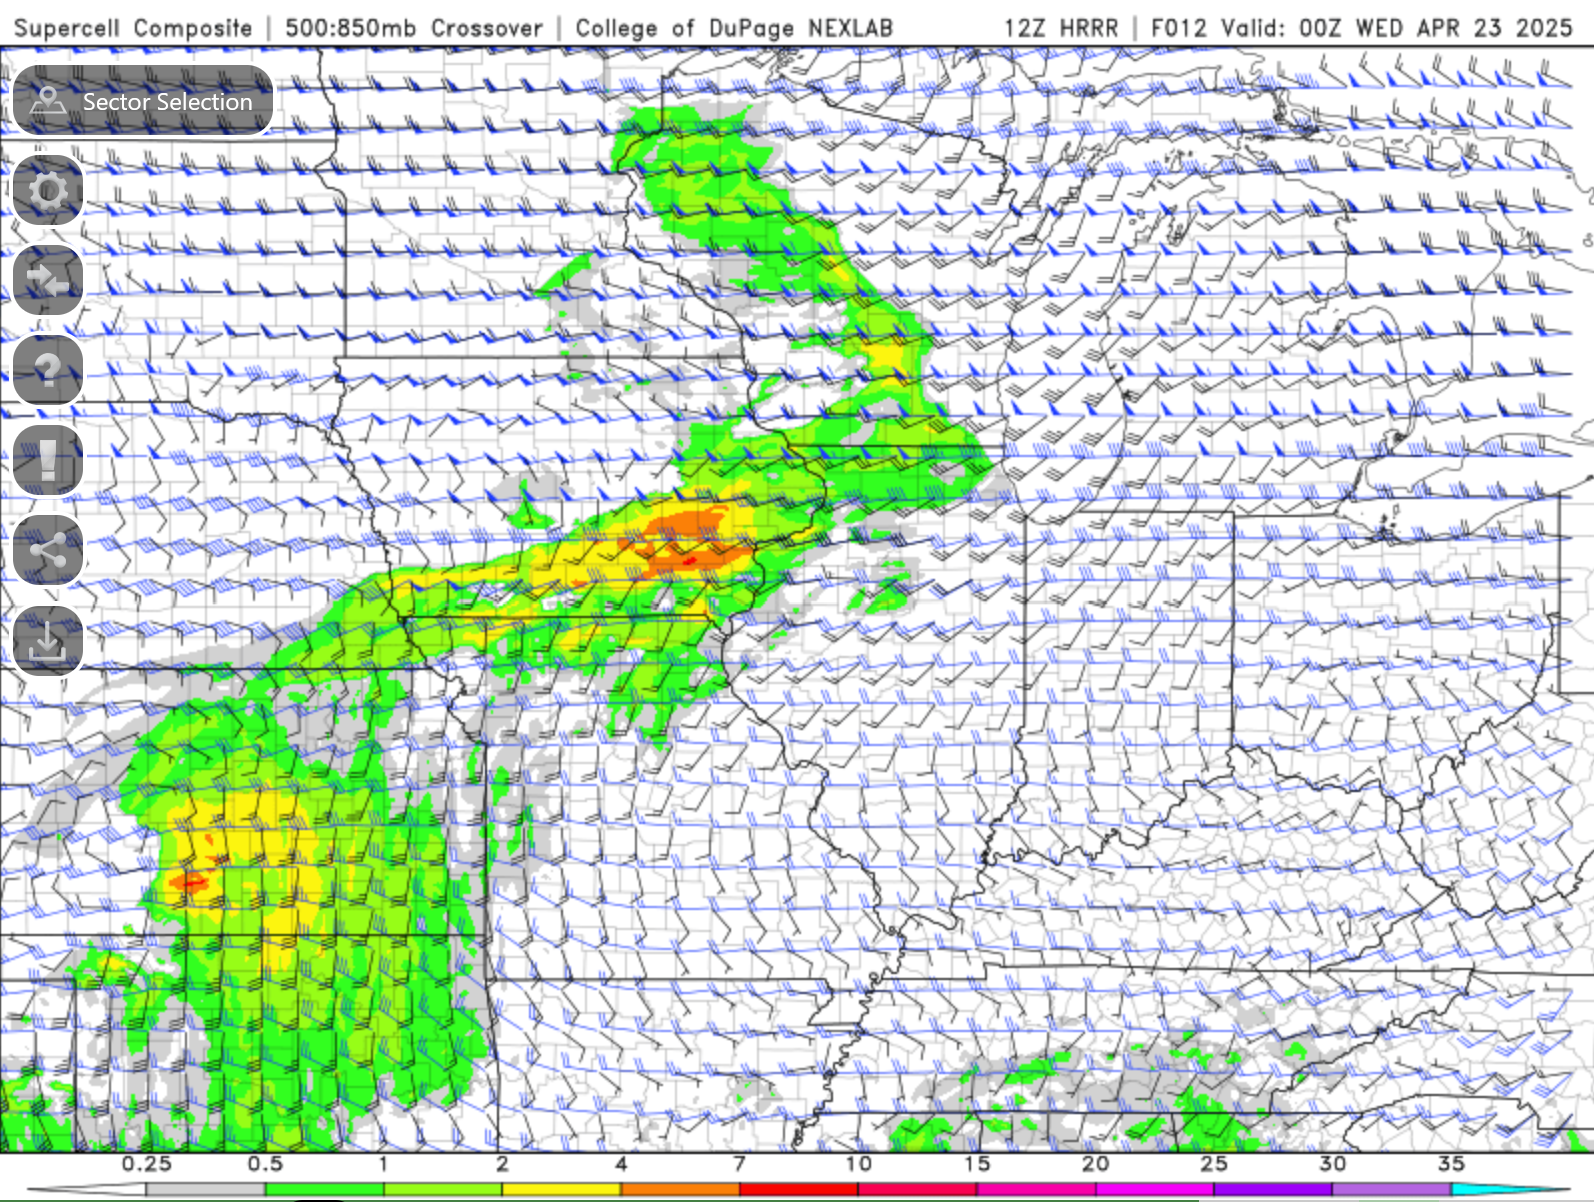 Supercell Composite | 500:850mb Crossover | College of DuPage NEXLAB 12Z HRRR | F012 Valid: 00Z WED APR 23 2025
Sector Selection
?
!
0.25 0.5 1 2 4 7 10 15 20 25 30 35